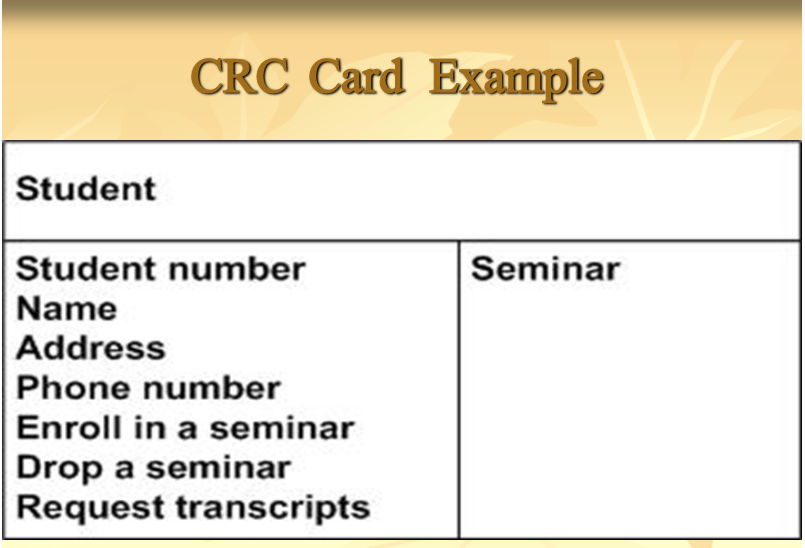 CRC Card Example
Student
Student number
Name
Address
Phone number
Enroll in a seminar
Drop a seminar
Request transcripts
Seminar